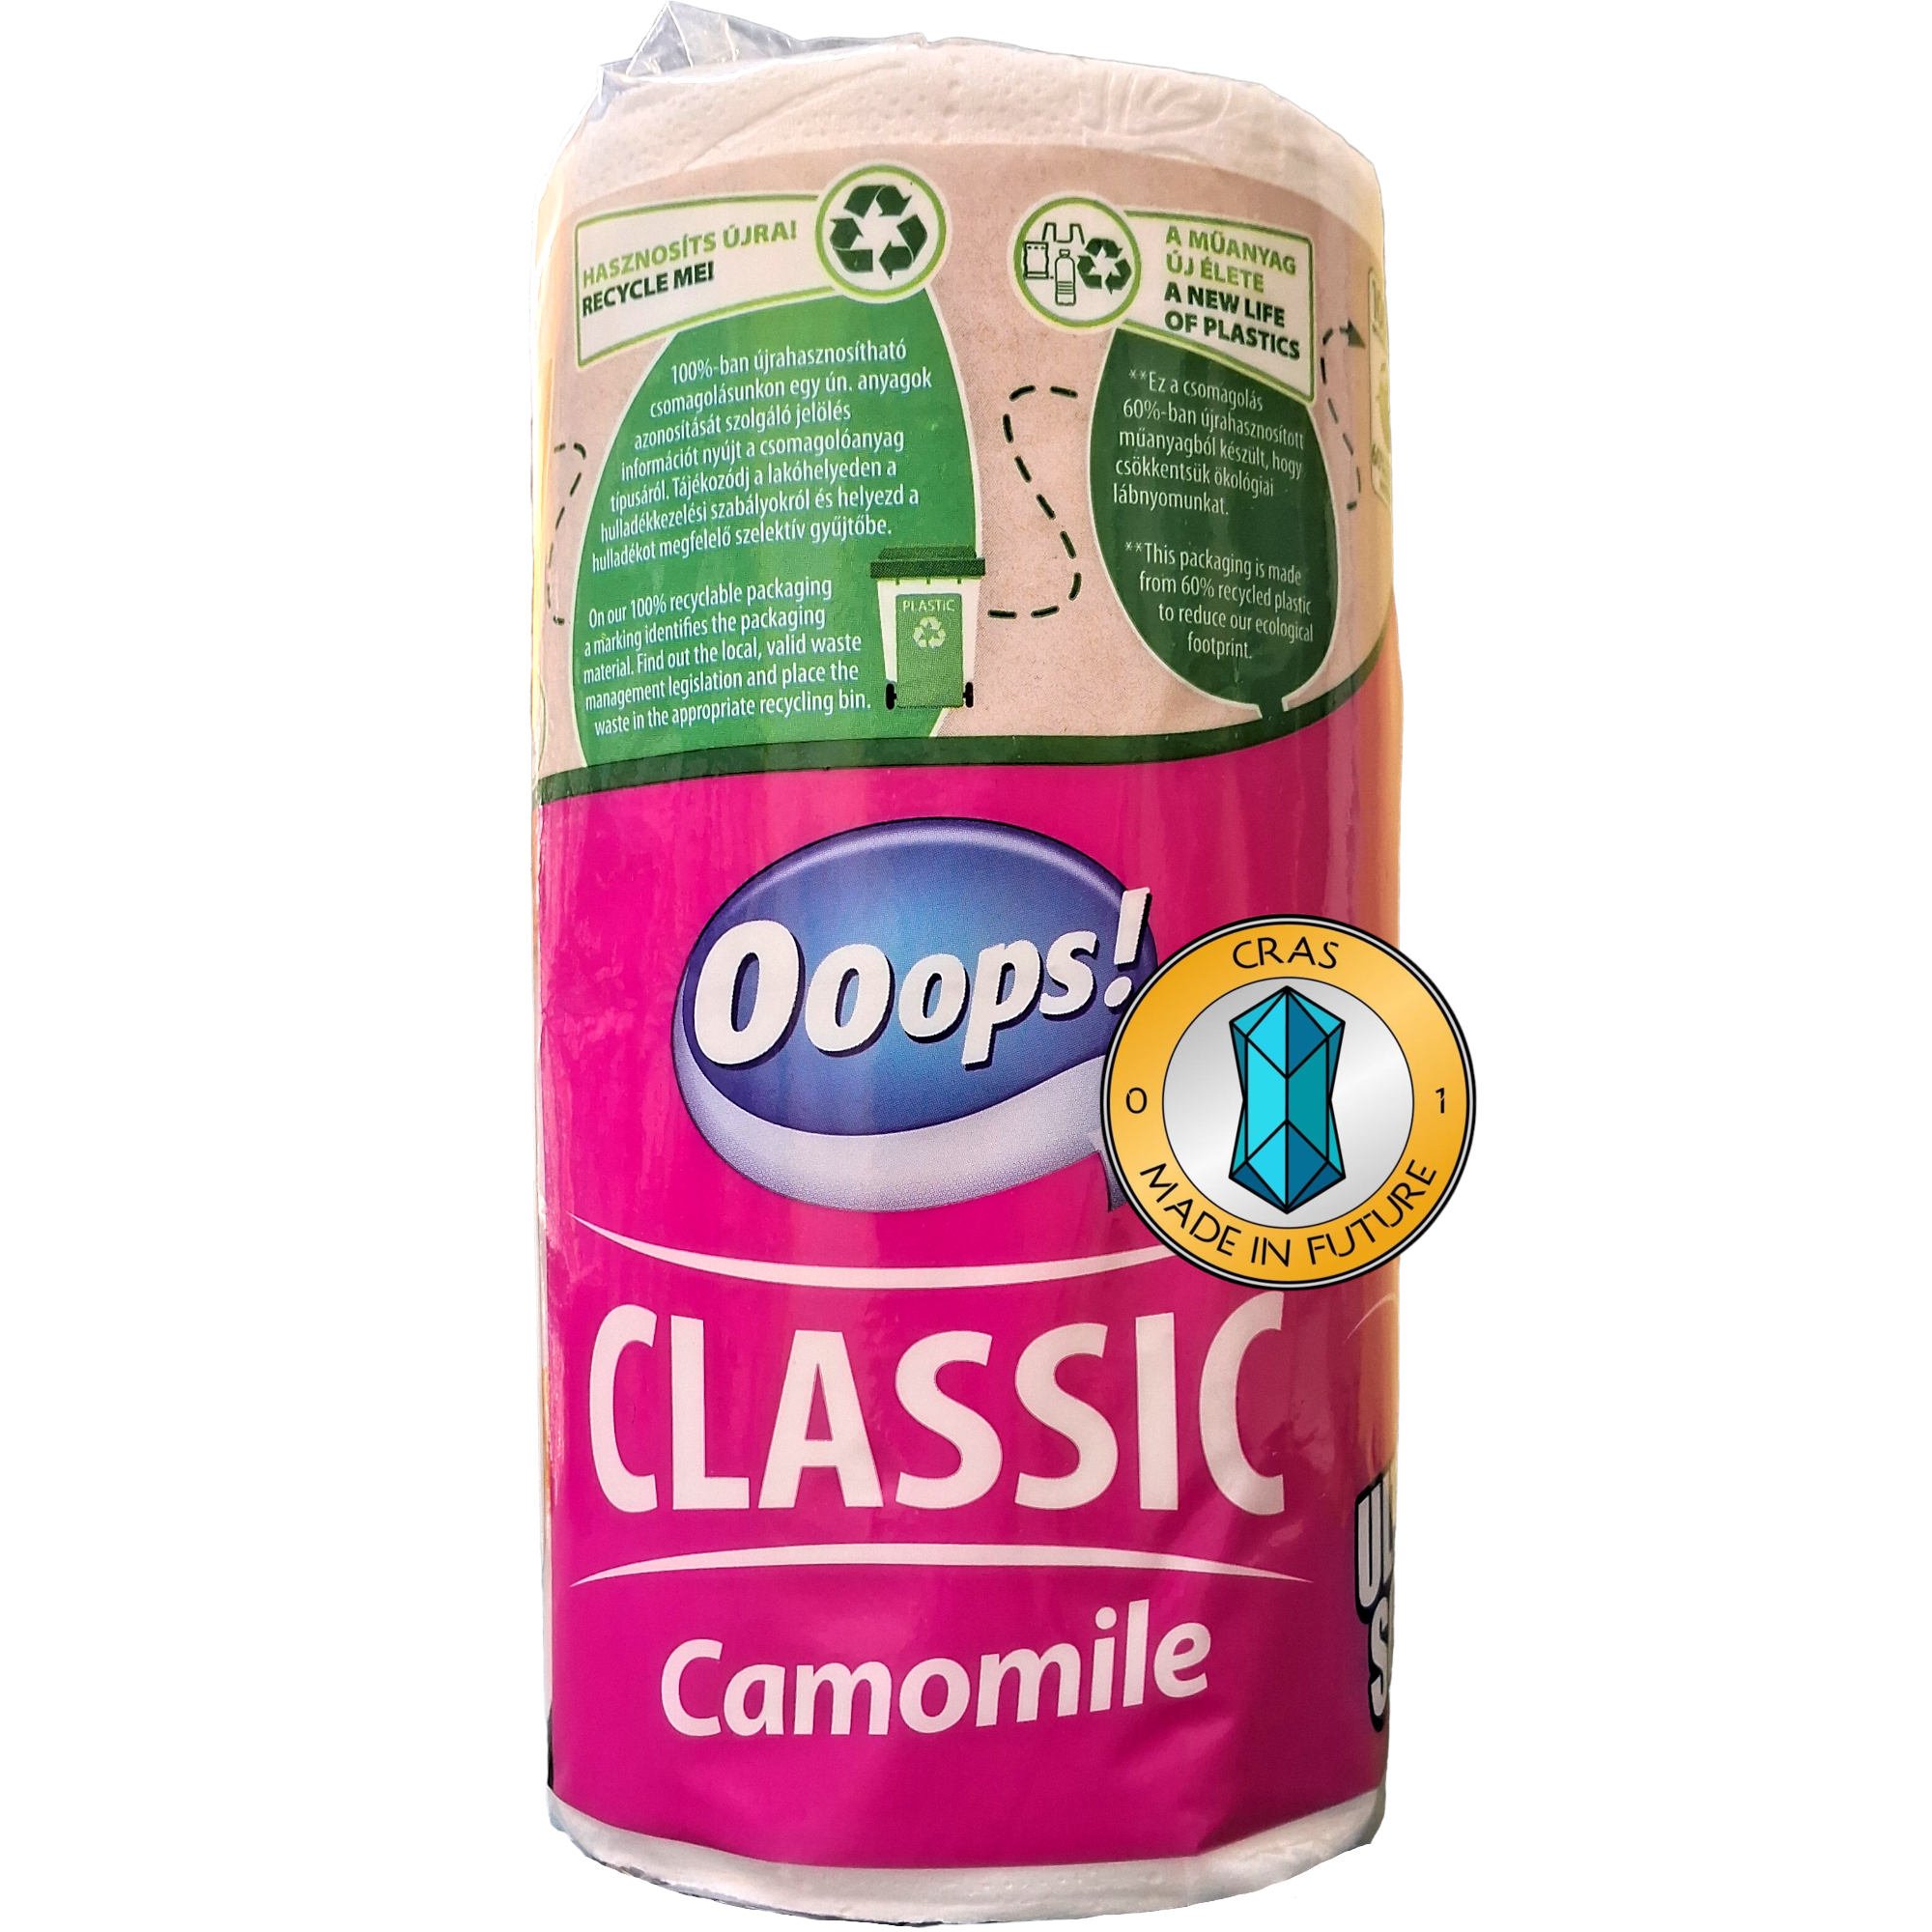 HASZNOSÍTS ÚJRA!
RECYCLE ME!
100%-ban újrahasznosítható
csomagolásunkon egy ún. anyagok
azonosítását szolgáló jelölés
információt nyújt a csomagolóanyag
típusáról. Tájékozódj a lakóhelyeden a
hulladékkezelési szabályokról és helyezd a
hulladékot megfelelő szelektív gyűjtőbe.
On our 100% recyclable packaging
a marking identifies the packaging
material. Find out the local, valid waste
management legislation and place the
waste in the appropriate recycling bin.
PLASTIC
A MŰANYAG
ÚJ ÉLETE
A NEW LIFE
OF PLASTICS
**Ez a csomagolás
60%-ban újrahasznosított
műanyagból készült, hogy
csökkentsük ökológiai
lábnyomunkat.
**This packaging is made
from 60% recycled plastic
to reduce our ecological
footprint.
Ooops!
CRAS
0 1
MADE IN FUTURE
CLASSIC
Camomile